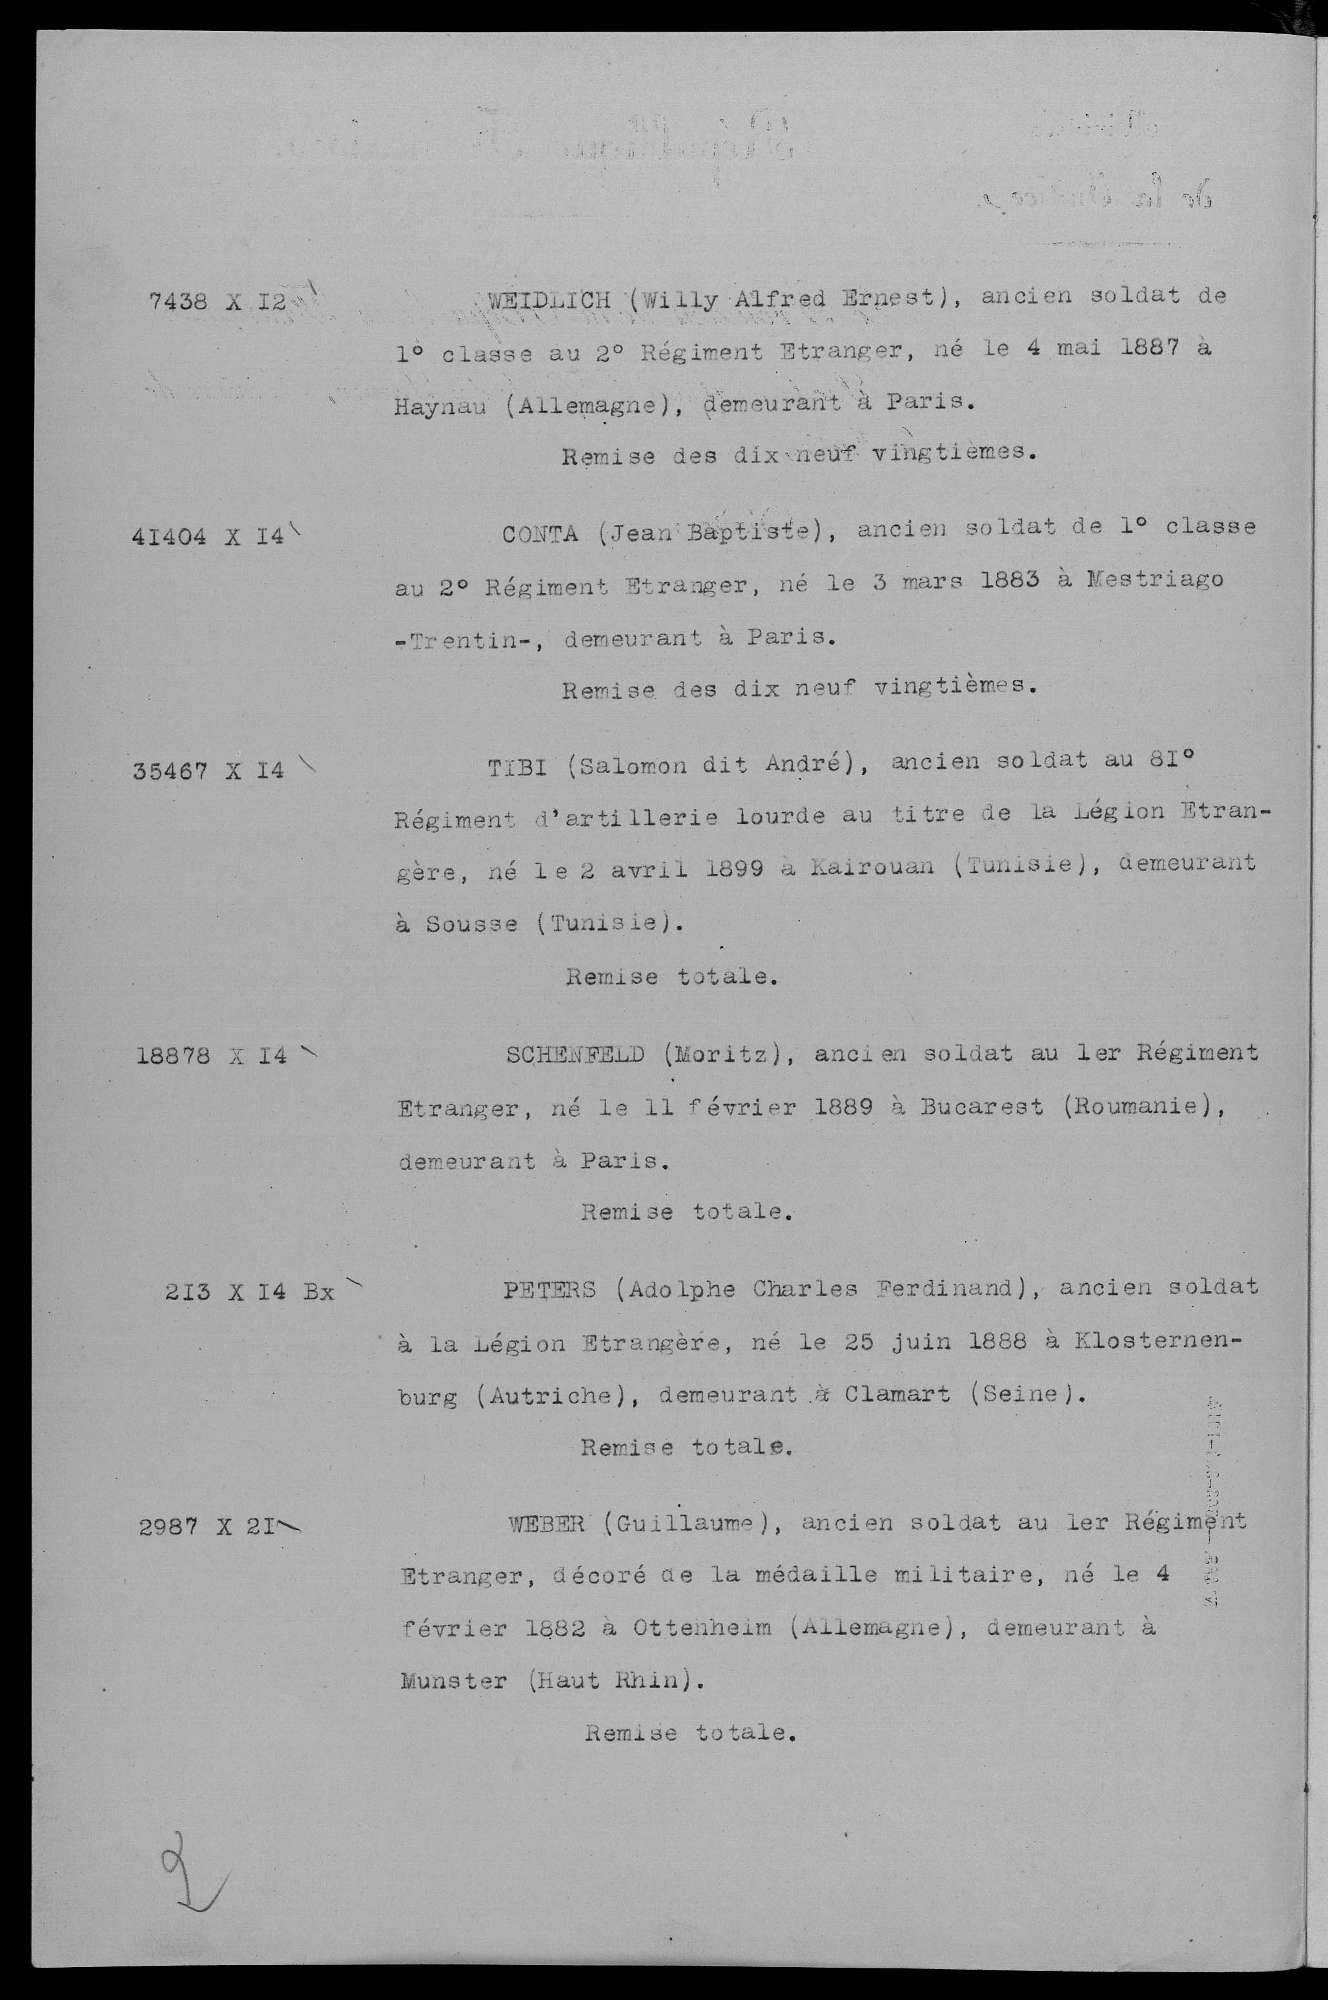 7438 X I2 WEIDLICH (Willy Alfred Ernest), ancien soldat de
1° classe au 2° Régiment Etranger, né le 4 mai 1887 à
Haynau (Allemagne), demeurant à Paris.
Remise des dix neuf vingtièmes.
4I404 X I4 CONTA (Jean Baptiste), ancien soldat de 1° classe
au 2° Régiment Etranger, né le 3 mars 1883 à Mestriago
-Trentin-, demeurant à Paris.
Remise des dix neuf vingtièmes.
35467 X I4 TIBI (Salomon dit André), ancien soldat au 8I°
Régiment d'artillerie lourde au titre de la Légion Etran-
gère, né le 2 avril 1899 à Kairouan (Tunisie), demeurant
à Sousse (Tunisie).
Remise totale.
18878 X I4 SCHENFELD (Moritz), ancien soldat au 1er Régiment
Etranger, né le 11 février 1889 à Bucarest (Roumanie),
demeurant à Paris.
Remise totale.
2I3 X I4 Bx PETERS (Adolphe Charles Ferdinand), ancien soldat
à la Légion Etrangère, né le 25 juin 1888 à Klosternen-
burg (Autriche), demeurant à Clamart (Seine).
Remise totale.
2987 X 2I WEBER (Guillaume), ancien soldat au 1er Régiment
Etranger, décoré de la médaille militaire, né le 4
février 1882 à Ottenheim (Allemagne), demeurant à
Munster (Haut Rhin).
Remise totale.
2